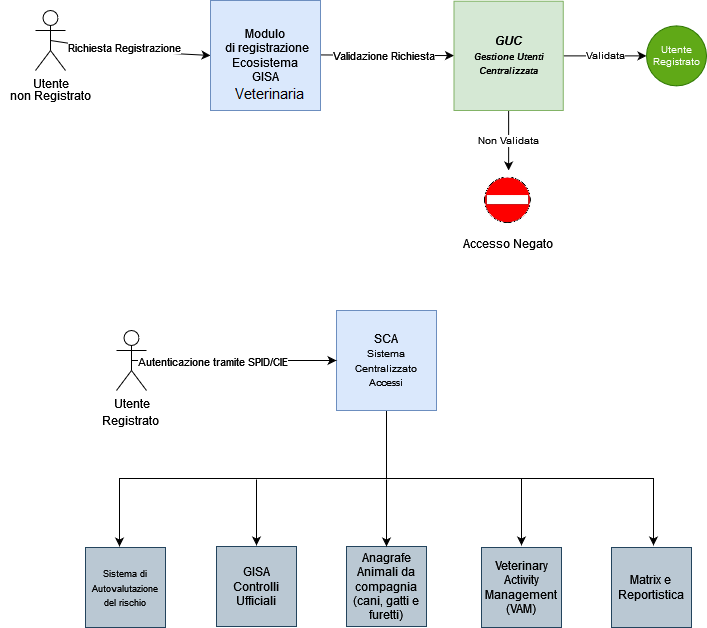 Utente
non Registrato
Richiesta Registrazione
Modulo
di registrazione
Ecosistema
GISA
Veterinaria
Validazione Richiesta
GUC
Gestione Utenti
Centralizzata
Validata
Utente
Registrato
Non Validata
Accesso Negato
Utente
Registrato
Autenticazione tramite SPID/CIE
SCA
Sistema
Centralizzato
Accessi
Sistema di
Autovalutazione
del rischio
GISA
Controlli
Ufficiali
Anagrafe
Animali da
compagnia
(cani, gatti e
furetti)
Veterinary
Activity
Management
(VAM)
Matrix e
Reportistica